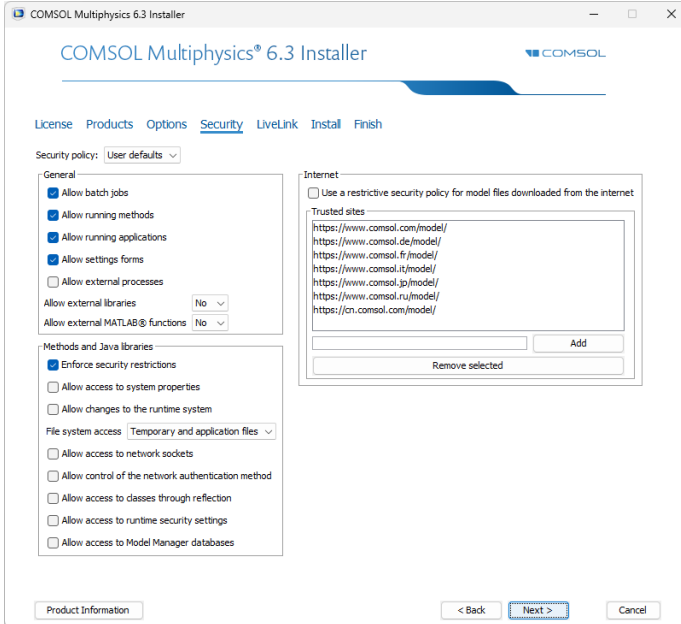 COMSOL Multiphysics 6.3 Installer
COMSOL Multiphysics® 6.3 Installer
COMSOL
License Products Options Security LiveLink Install Finish
Security policy: User defaults
General
Allow batch jobs
Allow running methods
Allow running applications
Allow settings forms
Allow external processes
Allow external libraries No
Allow external MATLAB® functions No
Methods and Java libraries
Enforce security restrictions
Allow access to system properties
Allow changes to the runtime system
File system access Temporary and application files
Allow access to network sockets
Allow control of the network authentication method
Allow access to classes through reflection
Allow access to runtime security settings
Allow access to Model Manager databases
Internet
Use a restrictive security policy for model files downloaded from the internet
Trusted sites
https://www.comsol.com/model/
https://www.comsol.de/model/
https://www.comsol.fr/model/
https://www.comsol.it/model/
https://www.comsol.jp/model/
https://www.comsol.ru/model/
https://cn.comsol.com/model/
Add
Remove selected
Product Information
< Back
Next >
Cancel